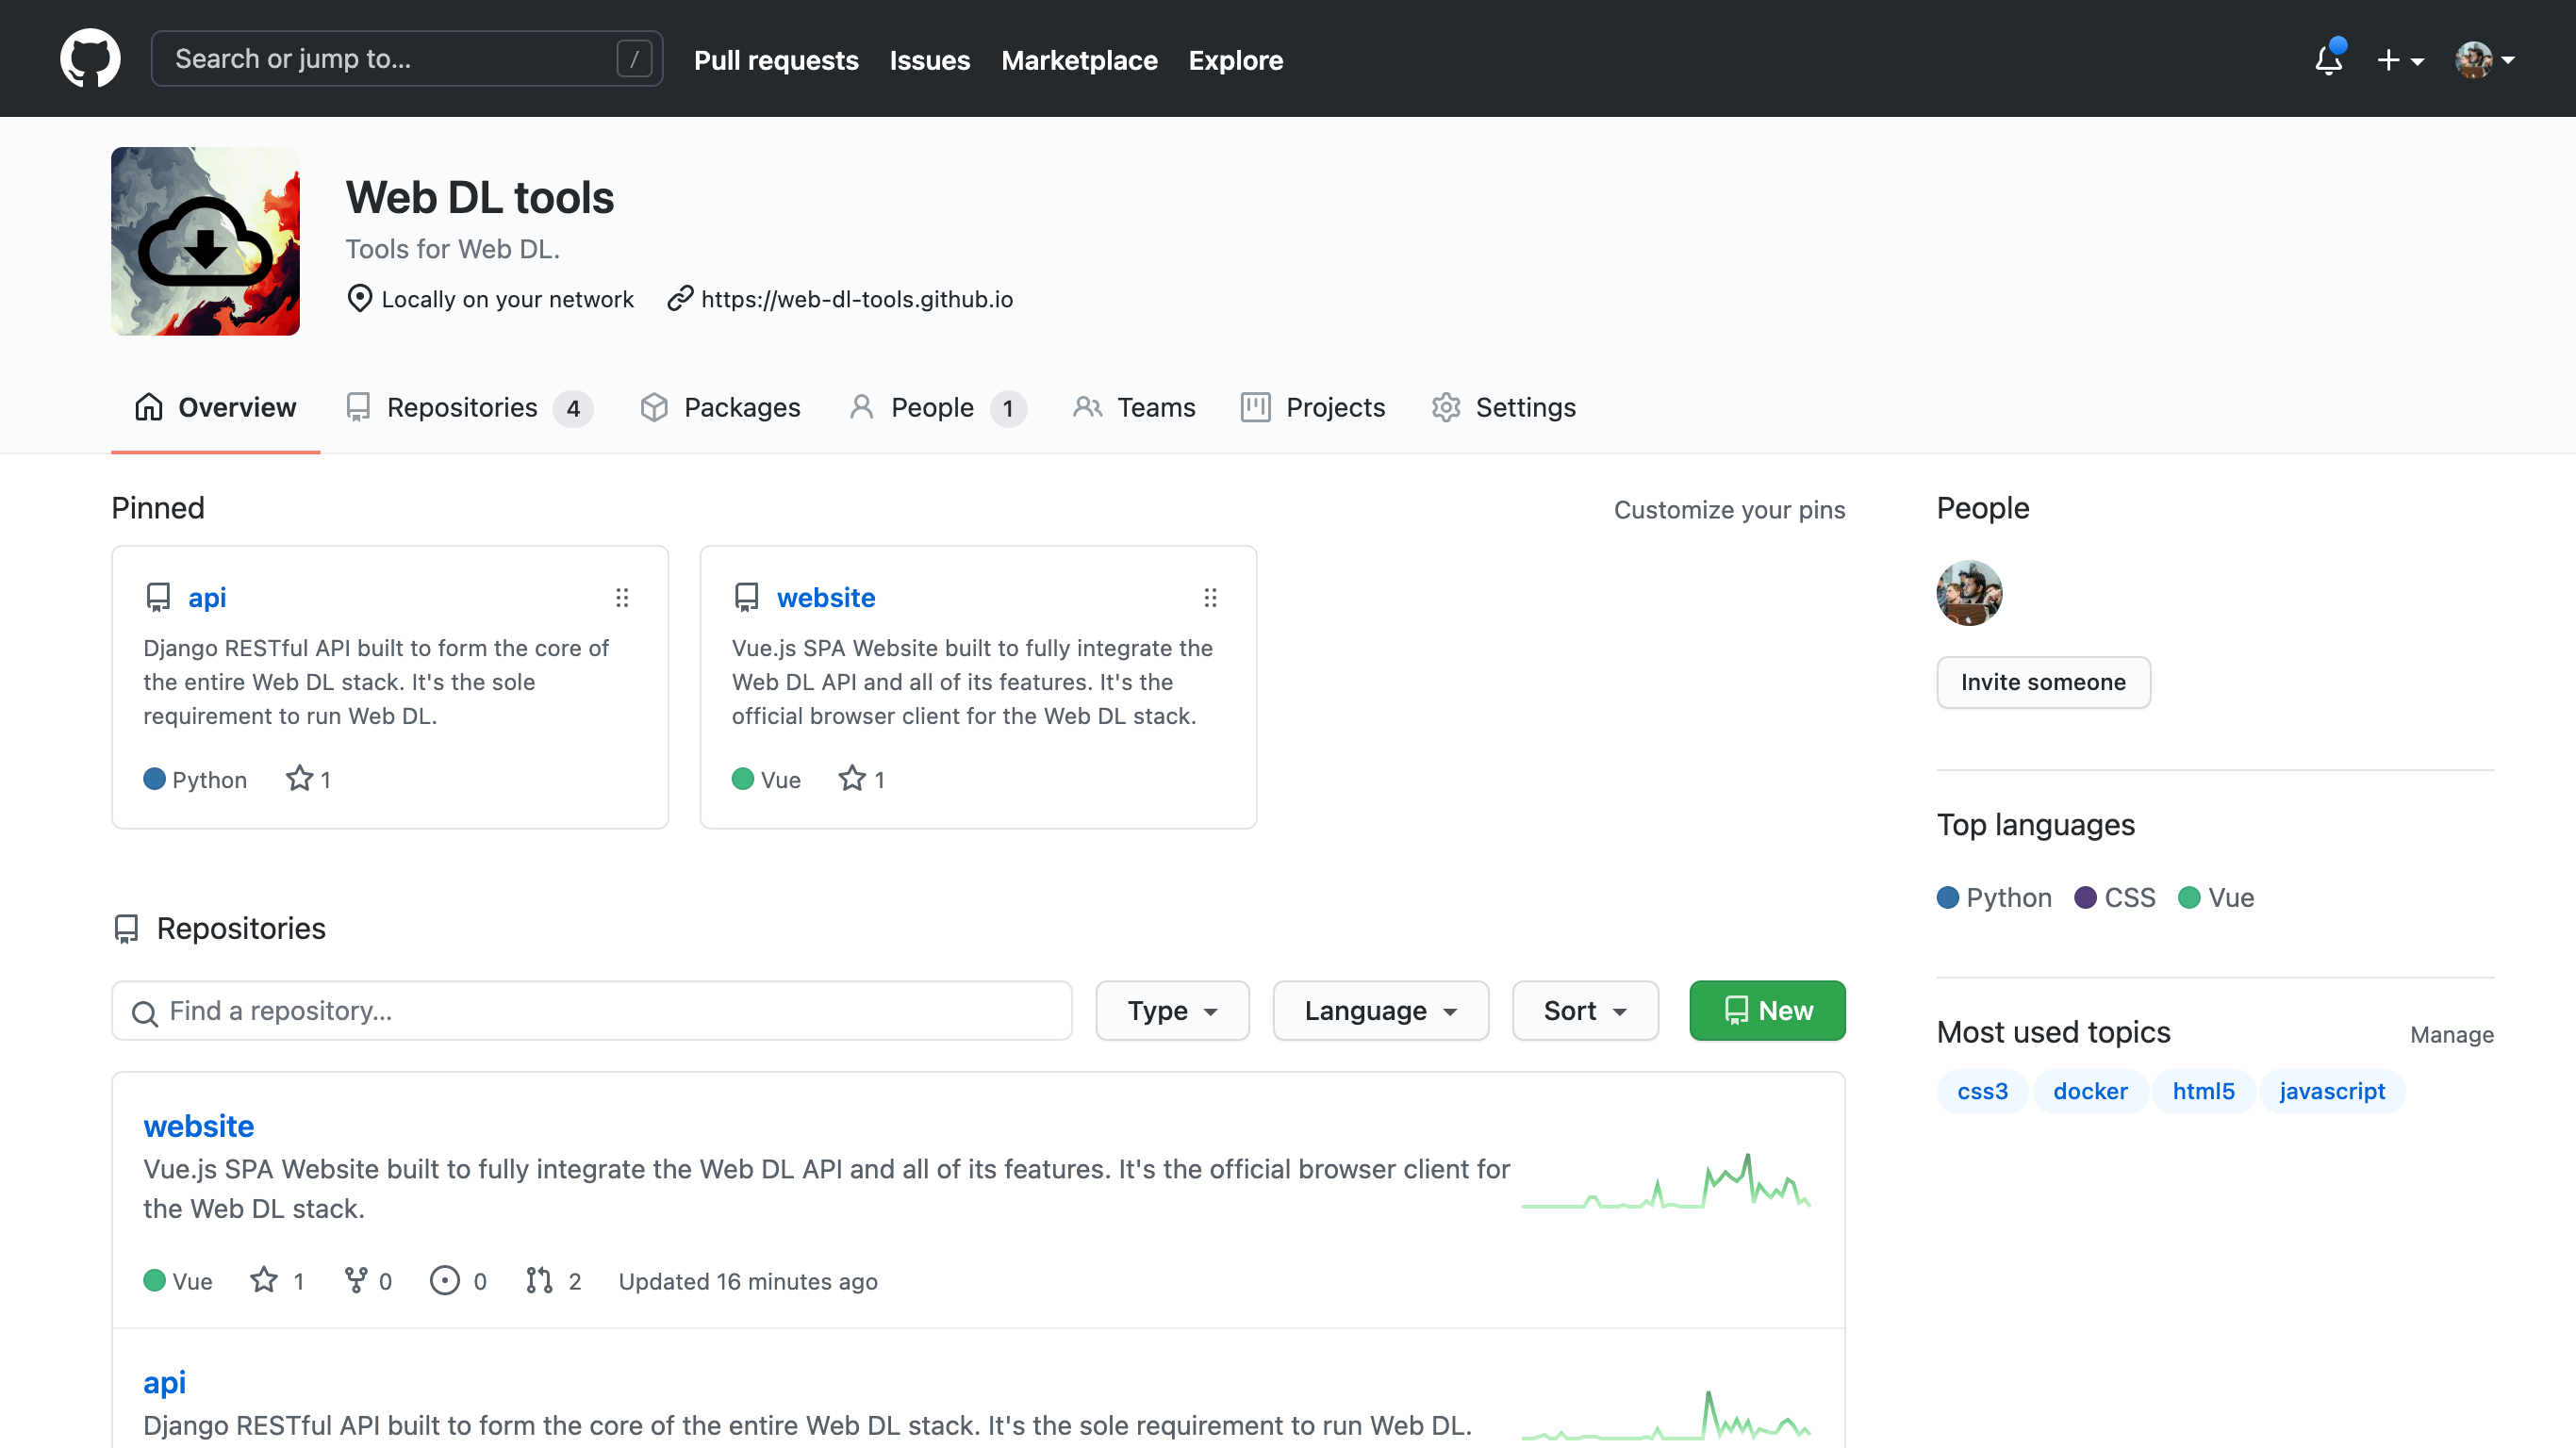 Search or jump to... /
Pull requests
Issues
Marketplace
Explore
Web DL tools
Tools for Web DL.
Locally on your network
https://web-dl-tools.github.io
Overview
Repositories 4
Packages
People 1
Teams
Projects
Settings
Pinned
Customize your pins
api
Django RESTful API built to form the core of
the entire Web DL stack. It's the sole
requirement to run Web DL.
Python 1
website
Vue.js SPA Website built to fully integrate the
Web DL API and all of its features. It's the
official browser client for the Web DL stack.
Vue 1
Repositories
Find a repository...
Type
Language
Sort
New
website
Vue.js SPA Website built to fully integrate the Web DL API and all of its features. It's the official browser client for
the Web DL stack.
Vue 1 0 0 2 Updated 16 minutes ago
api
Django RESTful API built to form the core of the entire Web DL stack. It's the sole requirement to run Web DL.
People
Invite someone
Top languages
Python CSS Vue
Most used topics
Manage
css3 docker html5 javascript